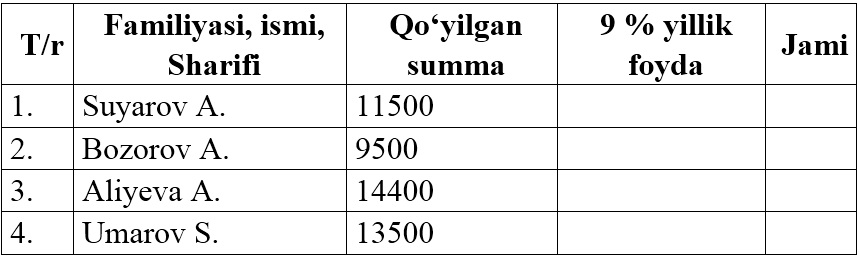 T/r Familiyasi, ismi, Sharifi Qo‘yilgan summa 9 % yillik foyda Jami
1. Suyarov A. 11500
2. Bozorov A. 9500
3. Aliyeva A. 14400
4. Umarov S. 13500